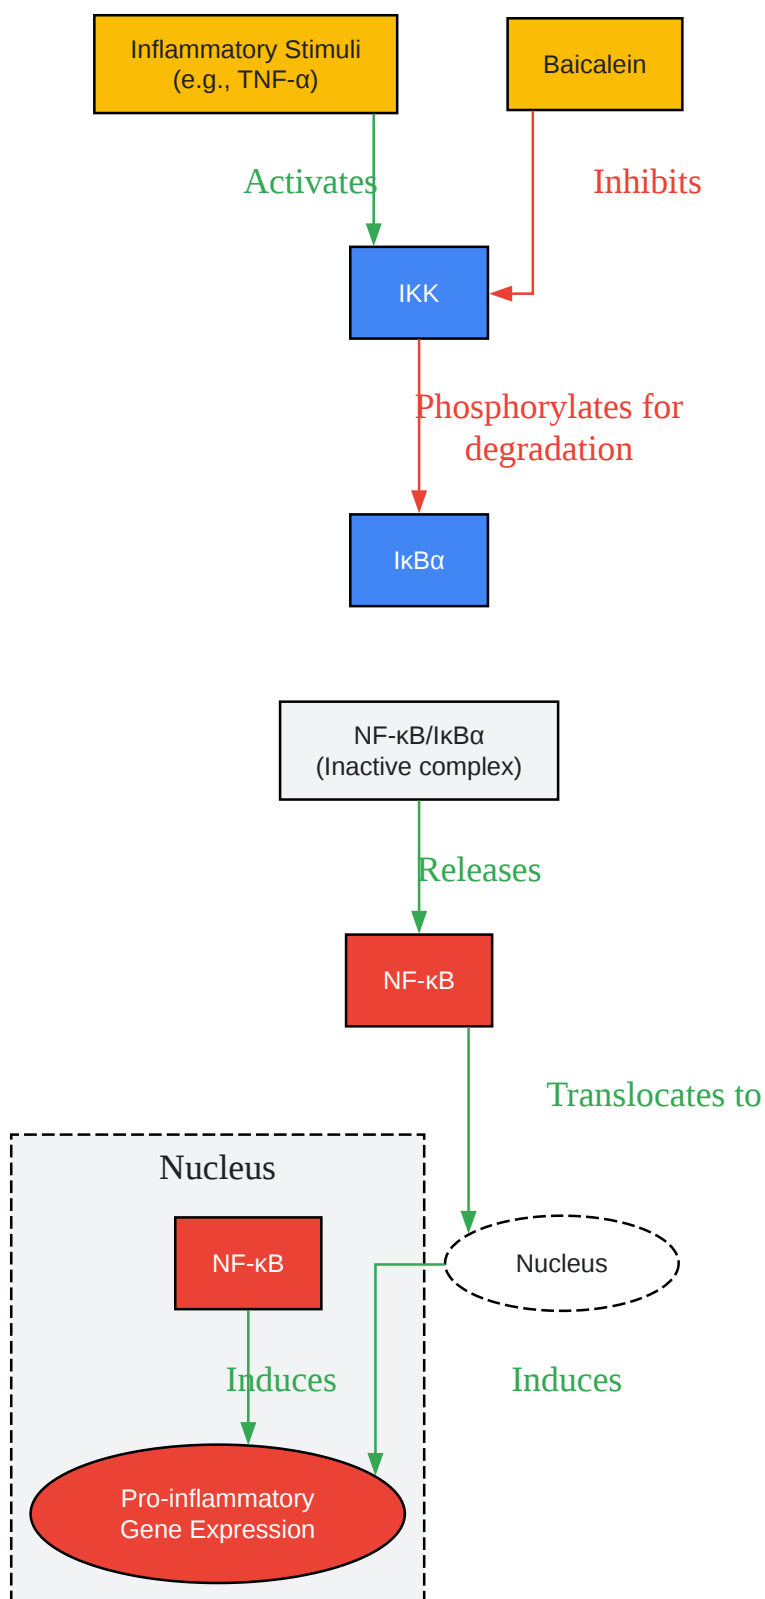 Inflammatory Stimuli
(e.g., TNF-α)
Baicalein
Activates
Inhibits
IKK
Phosphorylates for
degradation
IκBα
NF-κB/IκBα
(Inactive complex)
Releases
NF-κB
Translocates to
Nucleus
NF-κB
Nucleus
Induces
Induces
Pro-inflammatory
Gene Expression